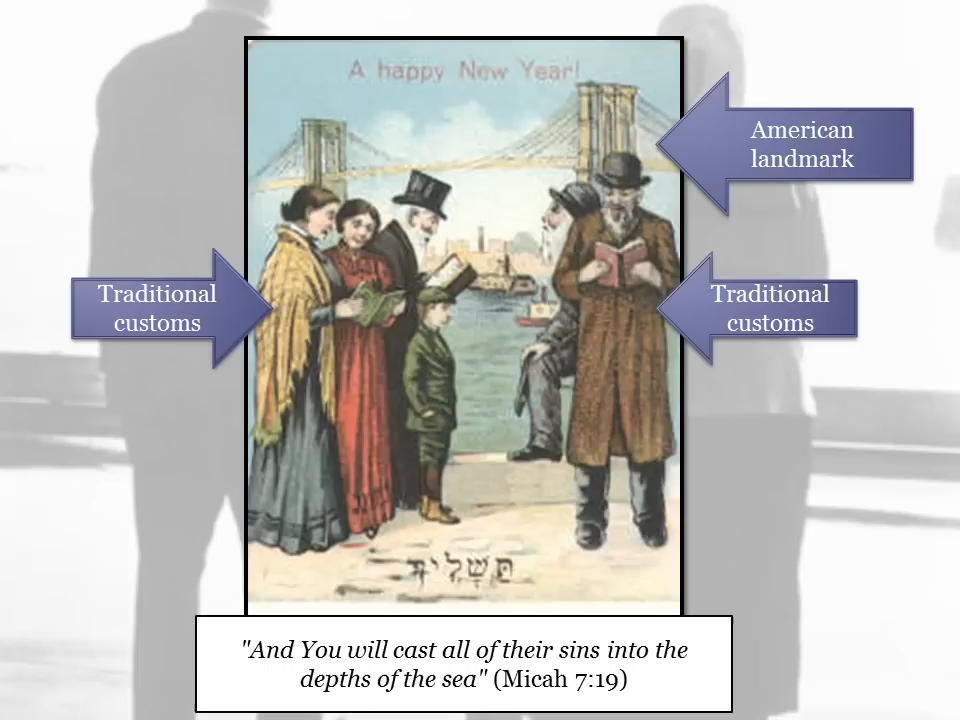 A happy New Year!
American
landmark
Traditional
customs
Traditional
customs
תַּשְׁלִיךְ
"And You will cast all of their sins into the
depths of the sea" (Micah 7:19)